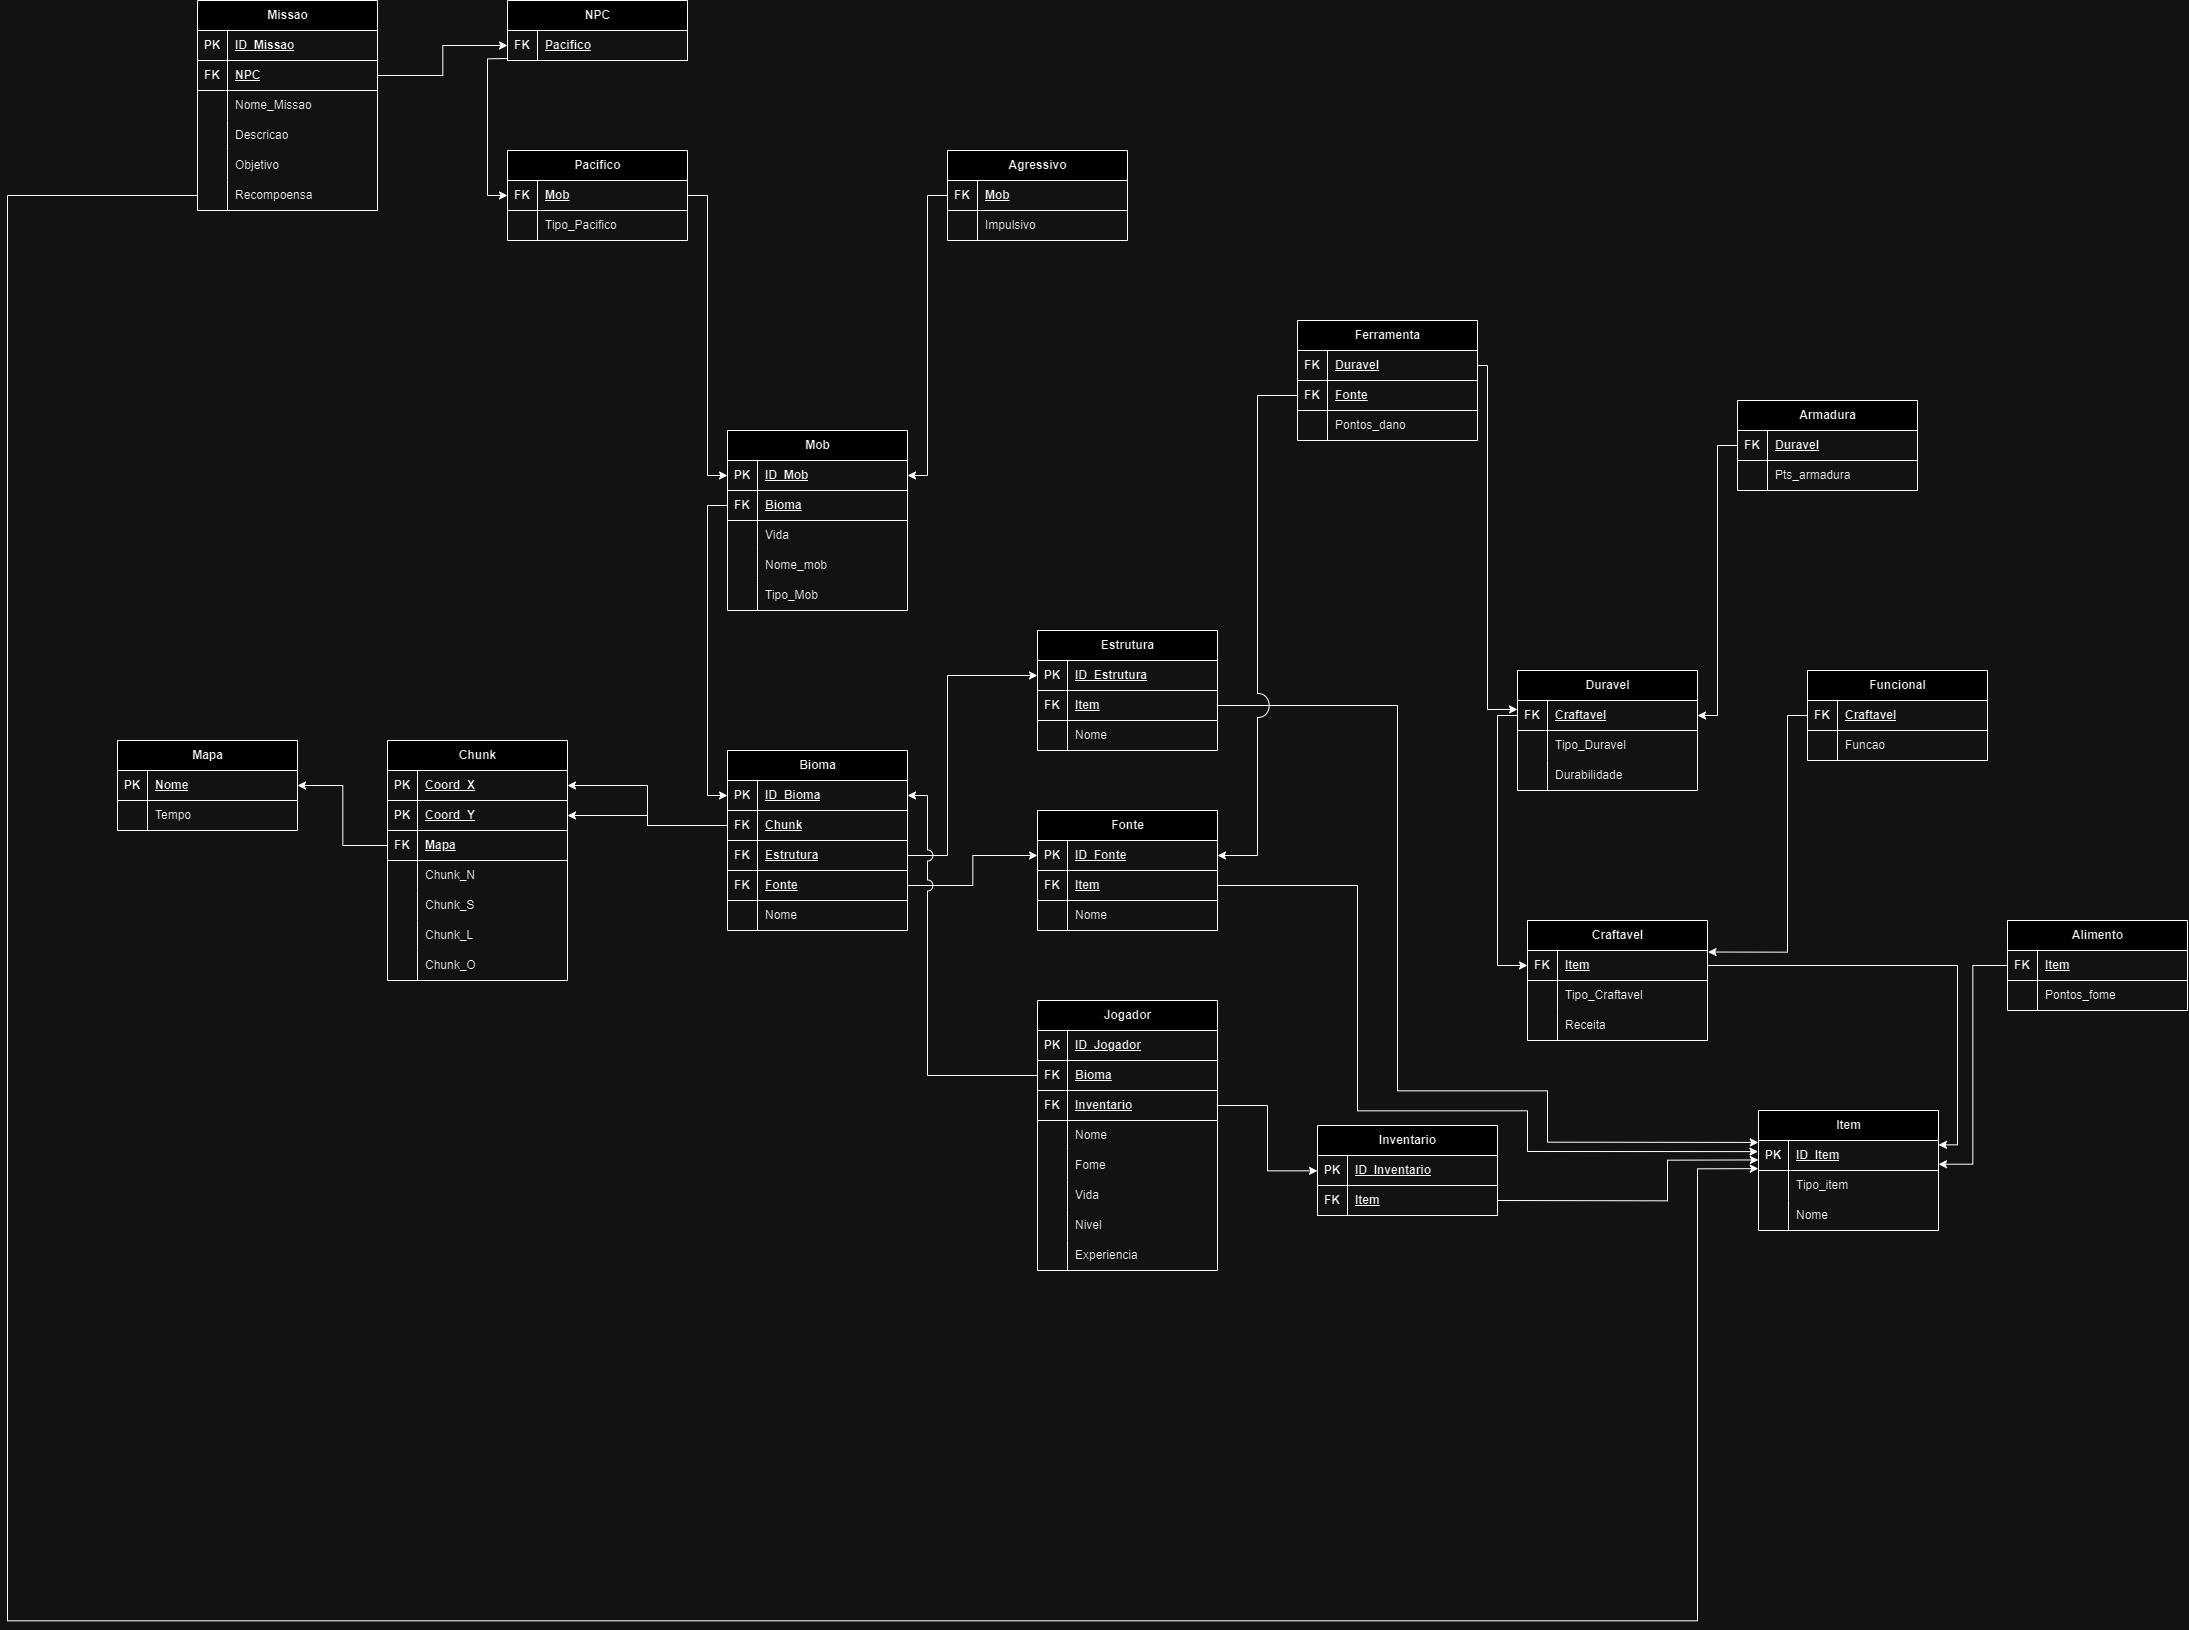 Missao
PK ID_Missao
FK NPC
Nome_Missao
Descricao
Objetivo
Recompoensa
NPC
FK Pacifico
Pacifico
FK Mob
Tipo_Pacifico
Agressivo
FK Mob
Impulsivo
Ferramenta
FK Duravel
FK Fonte
Pontos_dano
Armadura
FK Duravel
Pts_armadura
Mob
PK ID_Mob
FK Bioma
Vida
Nome_mob
Tipo_Mob
Estrutura
PK ID_Estrutura
FK Item
Nome
Duravel
FK Craftavel
Tipo_Duravel
Durabilidade
Funcional
FK Craftavel
Funcao
Mapa
PK Nome
Tempo
Chunk
PK Coord_X
PK Coord_Y
FK Mapa
Chunk_N
Chunk_S
Chunk_L
Chunk_O
Bioma
PK ID_Bioma
FK Chunk
FK Estrutura
FK Fonte
Nome
Fonte
PK ID_Fonte
FK Item
Nome
Craftavel
FK Item
Tipo_Craftavel
Receita
Alimento
FK Item
Pontos_fome
Jogador
PK ID_Jogador
FK Bioma
FK Inventario
Nome
Fome
Vida
Nivel
Experiencia
Inventario
PK ID_Inventario
FK Item
Item
PK ID_Item
Tipo_item
Nome